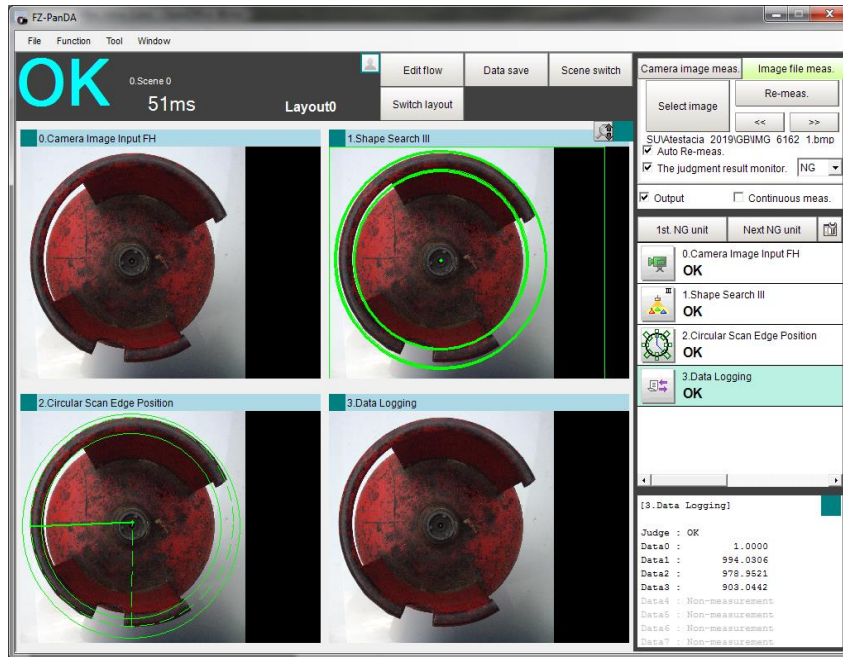 FZ-PanDA
File Function Tool Window
OK
0.Scene 0
51ms
Layout0
Edit flow
Data save
Scene switch
Switch layout
0.Camera Image Input FH
1.Shape Search III
2.Circular Scan Edge Position
3.Data Logging
Camera image meas.
Image file meas.
Select image
Re-meas.
<<
>>
SU\Atestacia_2019\GB\IMG_6162_1.bmp
Auto Re-meas.
The judgment result monitor.
NG
Output
Continuous meas.
1st. NG unit
Next NG unit
0.Camera Image Input FH
OK
III
1.Shape Search III
OK
2.Circular Scan Edge Position
OK
3.Data Logging
OK
[3.Data Logging]
Judge : OK
Data0 : 1.0000
Data1 : 994.0306
Data2 : 978.9521
Data3 : 903.0442
Data4 : Non-measurement
Data5 : Non-measurement
Data6 : Non-measurement
Data7 : Non-measurement